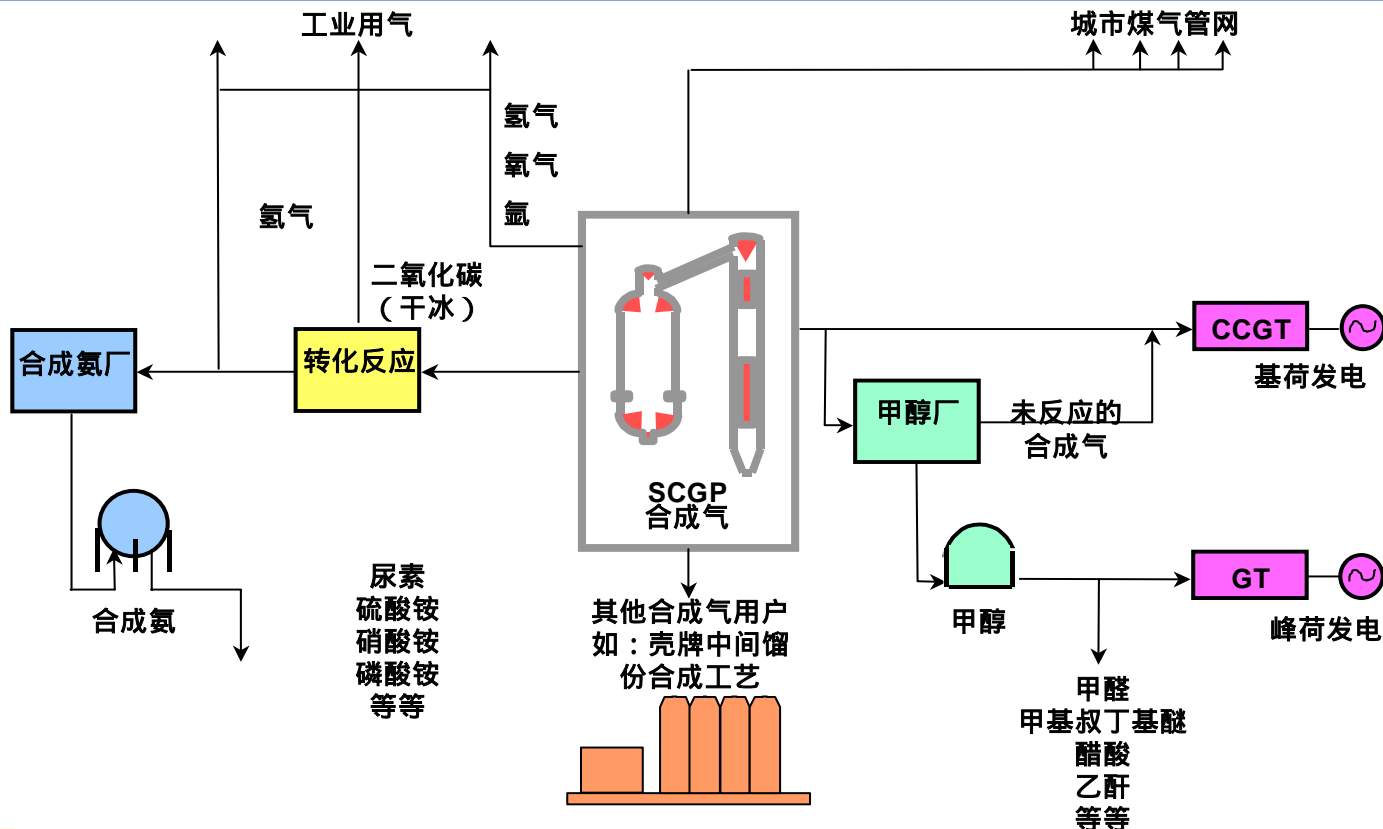 工业用气
城市煤气管网
氢气
氧气
氩
氢气
二氧化碳
（干冰）
合成氨厂
转化反应
CCGT
基荷发电
甲醇厂
未反应的
合成气
SCGP
合成气
GT
峰荷发电
甲醇
合成氨
尿素
硫酸铵
硝酸铵
磷酸铵
等等
其他合成气用户
如：壳牌中间馏
份合成工艺
甲醛
甲基叔丁基醚
醋酸
乙酐
等等